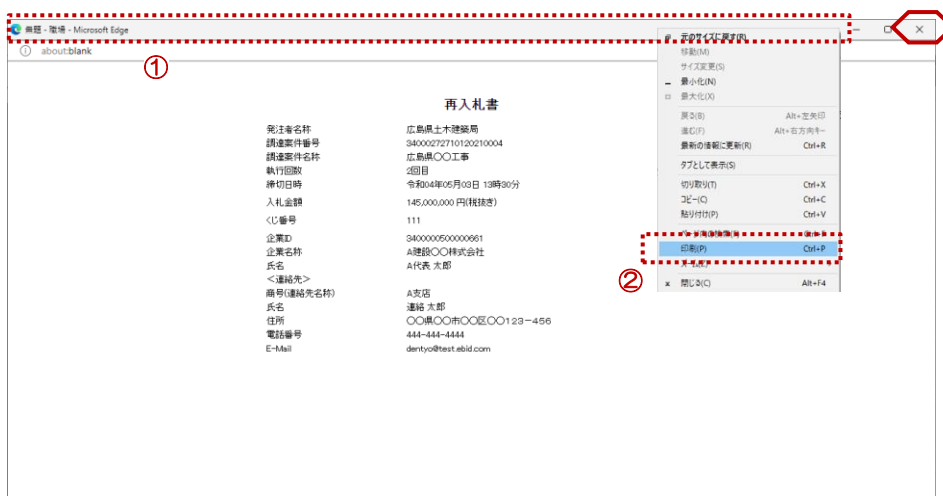 無題 - 職場 - Microsoft Edge
about:blank
①
再入札書
発注者名称 広島県土木建築局
調達案件番号 34000272710120210004
調達案件名称 広島県〇〇工事
執行回数 2回目
締切日時 令和04年05月03日 13時30分
入札金額 145,000,000 円(税抜き)
くじ番号 111
企業ID 3400000500000661
企業名称 A建設〇〇株式会社
氏名 A代表 太郎
<連絡先>
商号(連絡先名称) A支店
氏名 連絡 太郎
住所 〇〇県〇〇市〇〇区〇〇123-456
電話番号 444-444-4444
E-Mail dentyo@test.ebid.com
元のサイズに戻す(R)
移動(M)
サイズ変更(S)
最小化(N)
最大化(X)
戻る(B) Alt+左矢印
進む(F) Alt+右方向キー
最新の情報に更新(R) Ctrl+R
タブとして表示(S)
切り取り(T) Ctrl+X
コピー(C) Ctrl+C
貼り付け(P) Ctrl+V
印刷(P) Ctrl+P
②
閉じる(C) Alt+F4